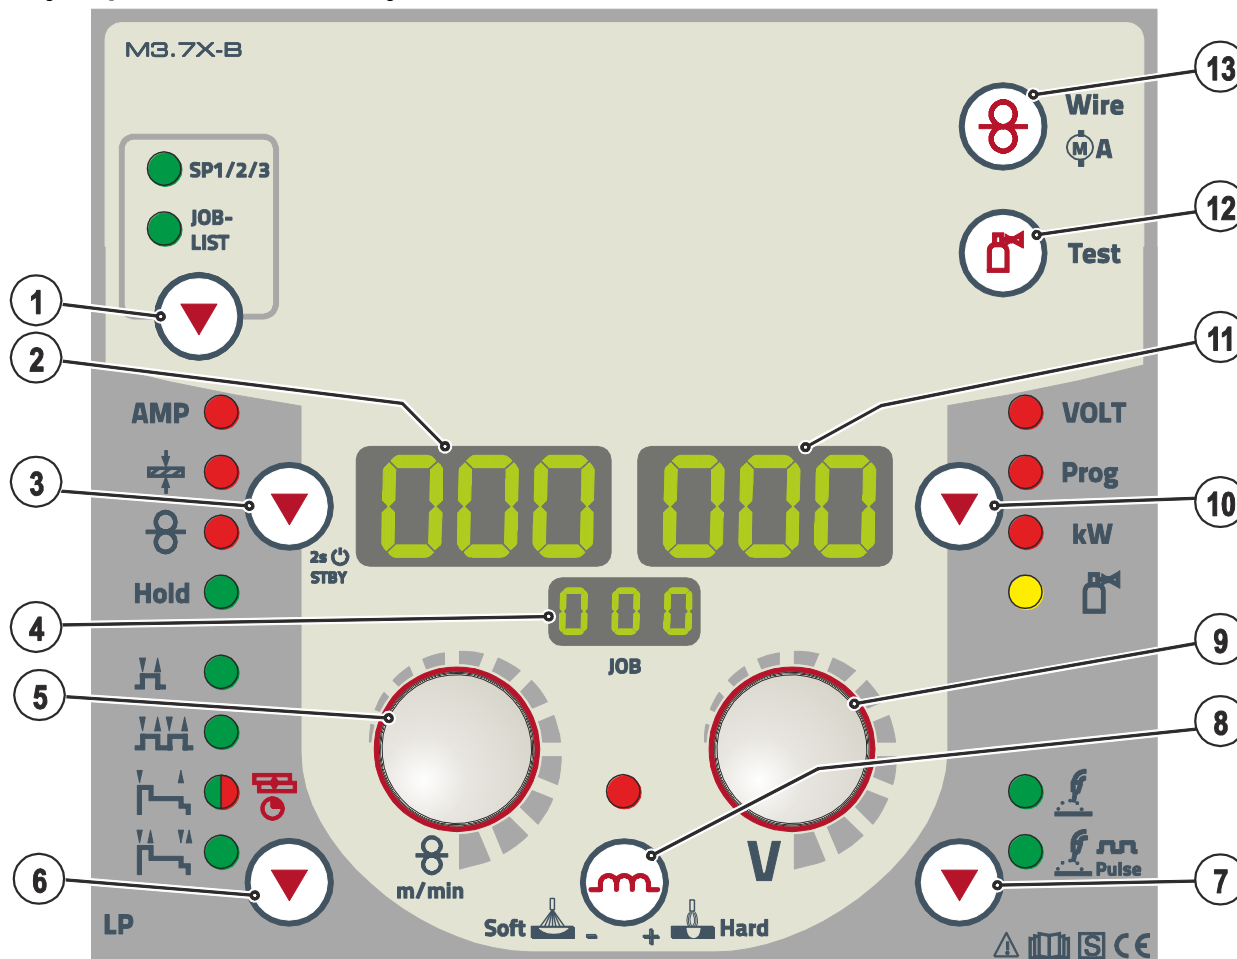 M3.7X-B
13
Wire
M A
SP1/2/3
JOB-
LIST
12
Test
1
2
11
AMP
VOLT
3
000
000
Prog
10
kW
2s
STBY
Hold
4
000
JOB
9
5
8
6
7
m/min
V
Pulse
LP
Soft
-
+
Hard
S CE